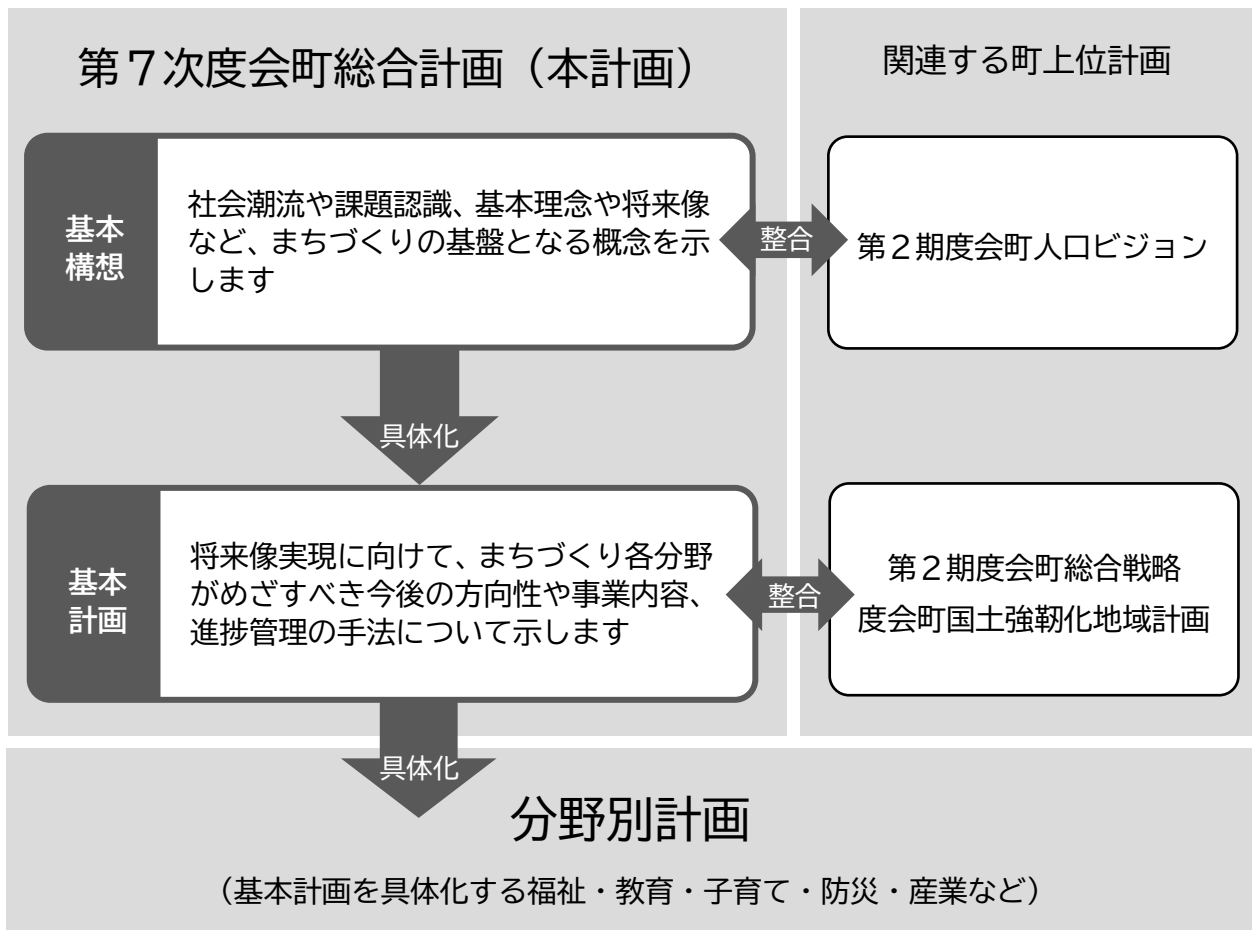 第７次度会町総合計画（本計画）
関連する町上位計画
基本
構想
社会潮流や課題認識、基本理念や将来像
など、まちづくりの基盤となる概念を示
します
整合
第２期度会町人口ビジョン
具体化
基本
計画
将来像実現に向けて、まちづくり各分野
がめざすべき今後の方向性や事業内容、
進捗管理の手法について示します
整合
第２期度会町総合戦略
度会町国土強靭化地域計画
具体化
分野別計画
（基本計画を具体化する福祉・教育・子育て・防災・産業など）